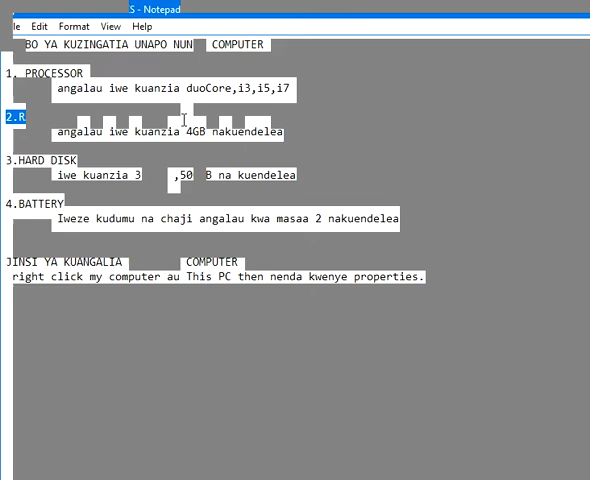 S - Notepad
le Edit Format View Help
BO YA KUZINGATIA UNAPO NUN COMPUTER
1. PROCESSOR
angalau iwe kuanzia duoCore,i3,i5,i7
2.R
angalau iwe kuanzia 4GB nakuendelea
3.HARD DISK
iwe kuanzia 3 ,50 B na kuendelea
4.BATTERY
Iweze kudumu na chaji angalau kwa masaa 2 nakuendelea
JINSI YA KUANGALIA COMPUTER
right click my computer au This PC then nenda kwenye properties.